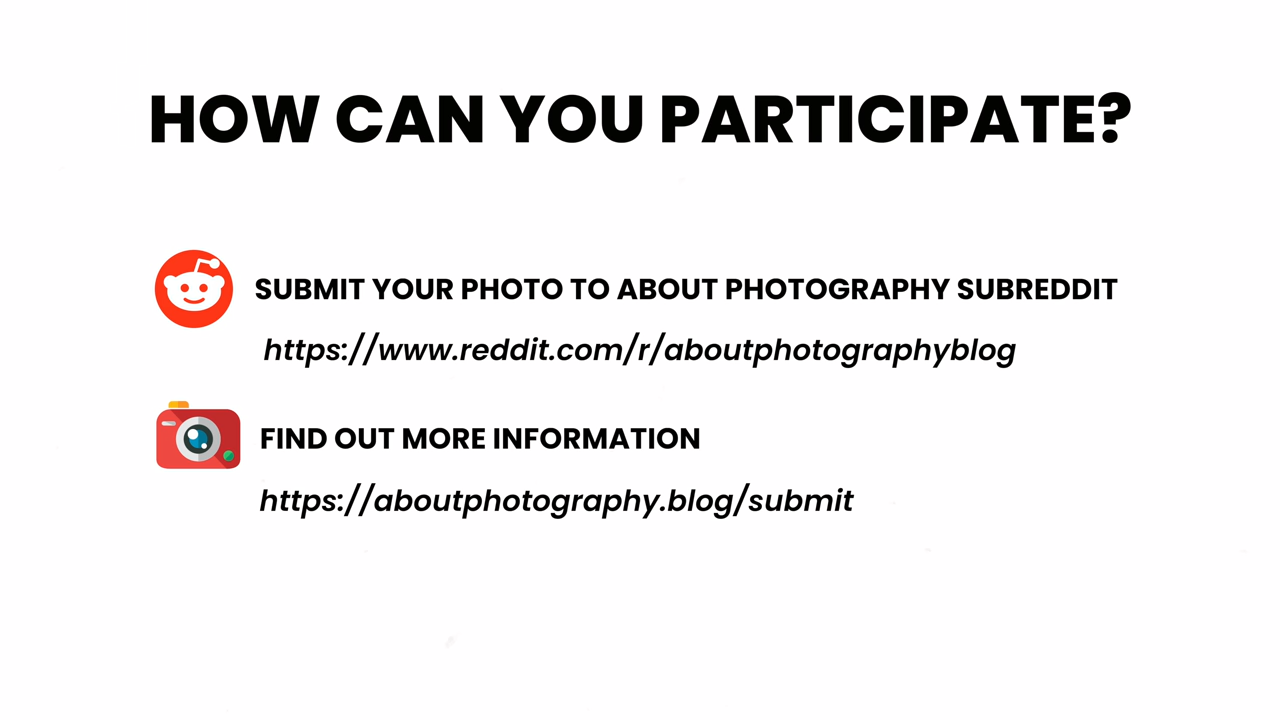 HOW CAN YOU PARTICIPATE?
SUBMIT YOUR PHOTO TO ABOUT PHOTOGRAPHY SUBREDDIT
https://www.reddit.com/r/aboutphotographyblog
FIND OUT MORE INFORMATION
https://aboutphotography.blog/submit